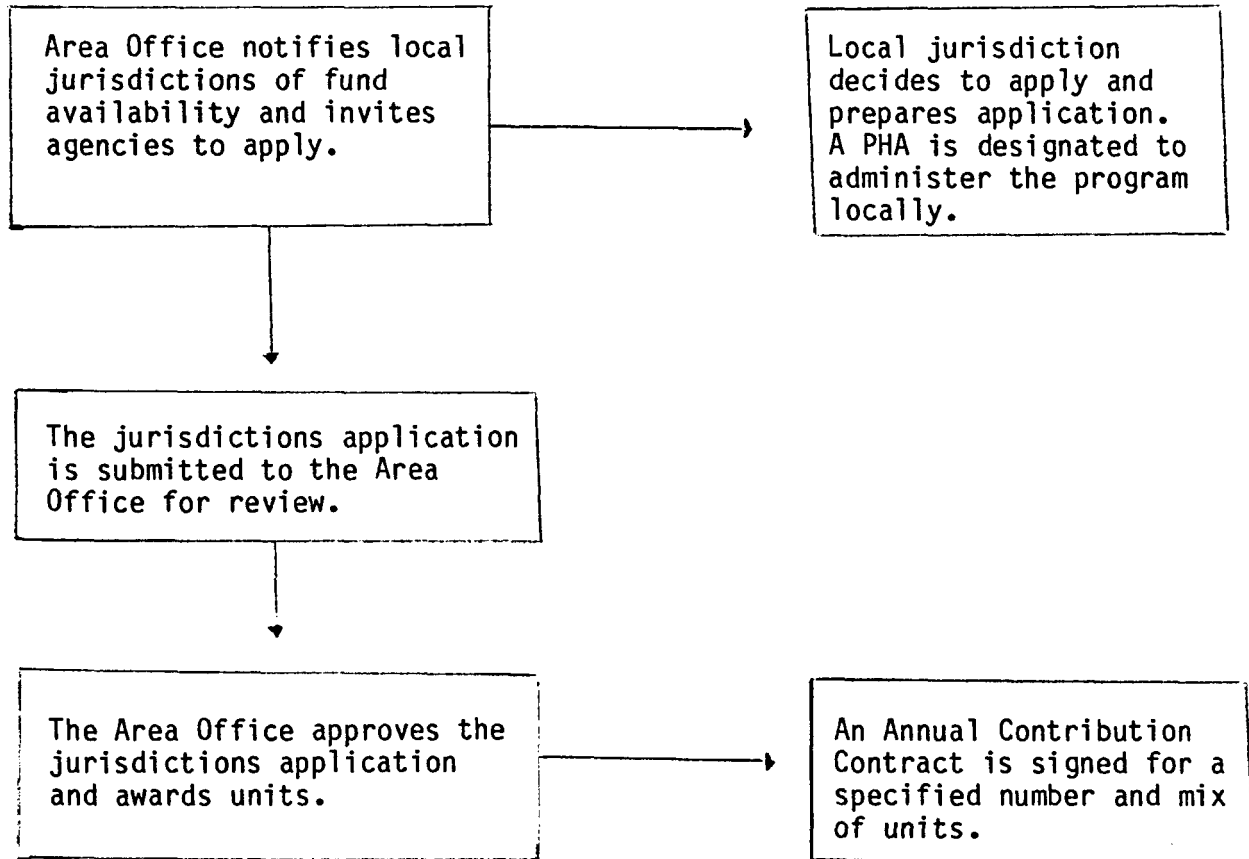 Area Office notifies local
jurisdictions of fund
availability and invites
agencies to apply.
Local jurisdiction
decides to apply and
prepares application.
A PHA is designated to
administer the program
locally.
The jurisdictions application
is submitted to the Area
Office for review.
The Area Office approves the
jurisdictions application
and awards units.
An Annual Contribution
Contract is signed for a
specified number and mix
of units.